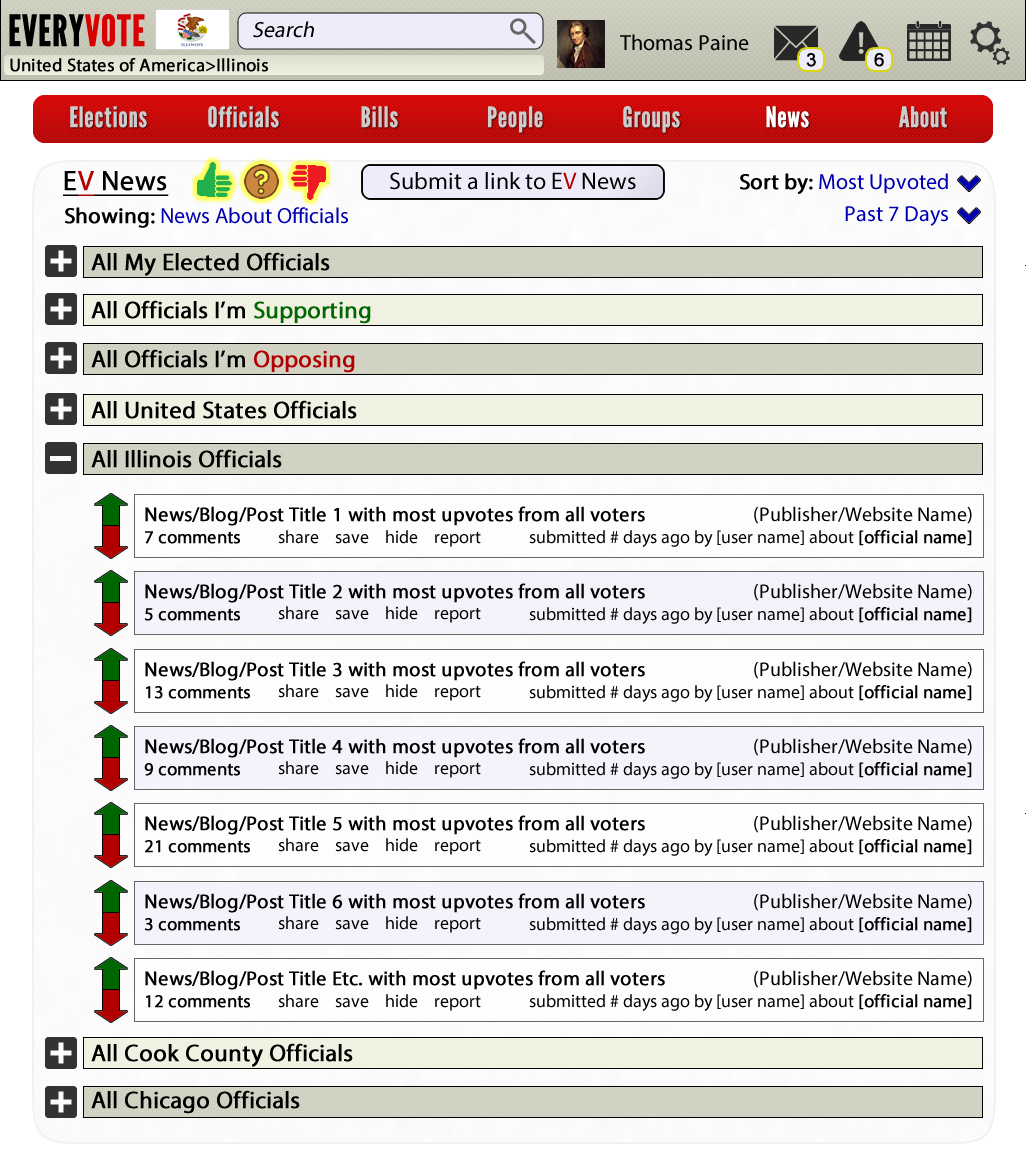 EVERYVOTE
ILLINOIS
Search
Thomas Paine
3
6
United States of America>Illinois
Elections Officials Bills People Groups News About
EV News
?
Submit a link to EV News
Sort by: Most Upvoted
Showing: News About Officials
Past 7 Days
All My Elected Officials
All Officials I'm Supporting
All Officials I'm Opposing
All United States Officials
All Illinois Officials
News/Blog/Post Title 1 with most upvotes from all voters (Publisher/Website Name)
7 comments share save hide report submitted # days ago by [user name] about [official name]
News/Blog/Post Title 2 with most upvotes from all voters (Publisher/Website Name)
5 comments share save hide report submitted # days ago by [user name] about [official name]
News/Blog/Post Title 3 with most upvotes from all voters (Publisher/Website Name)
13 comments share save hide report submitted # days ago by [user name] about [official name]
News/Blog/Post Title 4 with most upvotes from all voters (Publisher/Website Name)
9 comments share save hide report submitted # days ago by [user name] about [official name]
News/Blog/Post Title 5 with most upvotes from all voters (Publisher/Website Name)
21 comments share save hide report submitted # days ago by [user name] about [official name]
News/Blog/Post Title 6 with most upvotes from all voters (Publisher/Website Name)
3 comments share save hide report submitted # days ago by [user name] about [official name]
News/Blog/Post Title Etc. with most upvotes from all voters (Publisher/Website Name)
12 comments share save hide report submitted # days ago by [user name] about [official name]
All Cook County Officials
All Chicago Officials